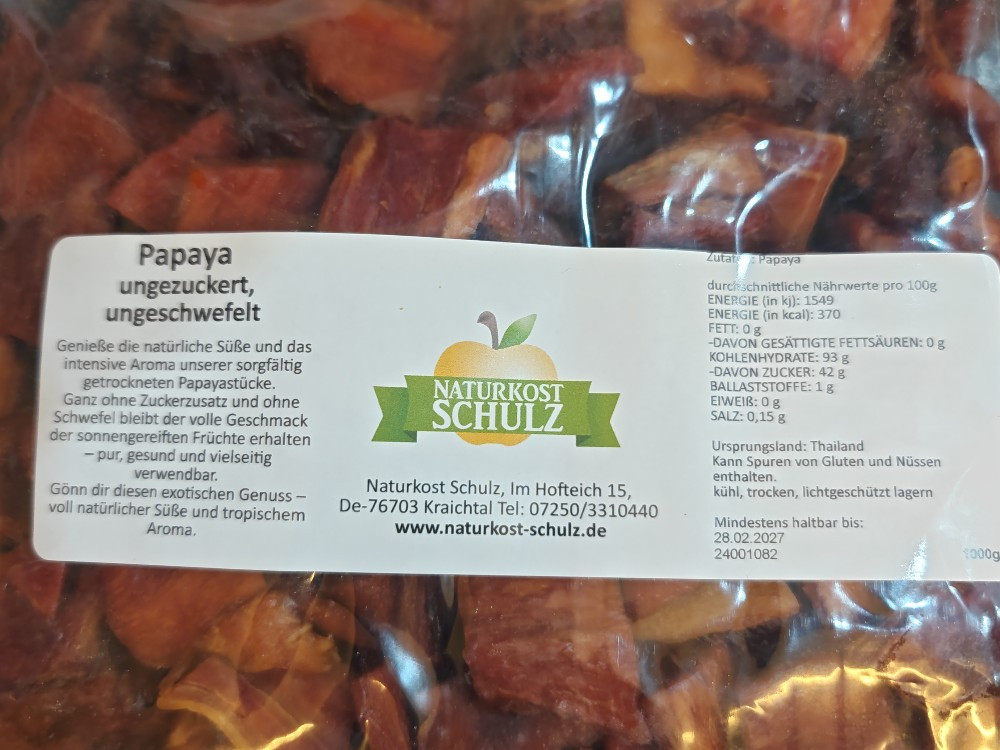 Papaya
ungezuckert,
ungeschwefelt
Genieße die natürliche Süße und das
intensive Aroma unserer sorgfältig
getrockneten Papayastücke.
Ganz ohne Zuckerzusatz und ohne
Schwefel bleibt der volle Geschmack
der sonnengereiften Früchte erhalten
– pur, gesund und vielseitig
verwendbar.
Gönn dir diesen exotischen Genuss –
voll natürlicher Süße und tropischem
Aroma.
NATURKOST
SCHULZ
Naturkost Schulz, Im Hofteich 15,
De-76703 Kraichtal Tel: 07250/3310440
www.naturkost-schulz.de
Zutaten: Papaya
durchschnittliche Nährwerte pro 100g
ENERGIE (in kj): 1549
ENERGIE (in kcal): 370
FETT: 0 g
-DAVON GESÄTTIGTE FETTSÄUREN: 0 g
KOHLENHYDRATE: 93 g
-DAVON ZUCKER: 42 g
BALLASTSTOFFE: 1 g
EIWEIß: 0 g
SALZ: 0,15 g
Ursprungsland: Thailand
Kann Spuren von Gluten und Nüssen
enthalten.
kühl, trocken, lichtgeschützt lagern
Mindestens haltbar bis:
28.02.2027
24001082
1000g